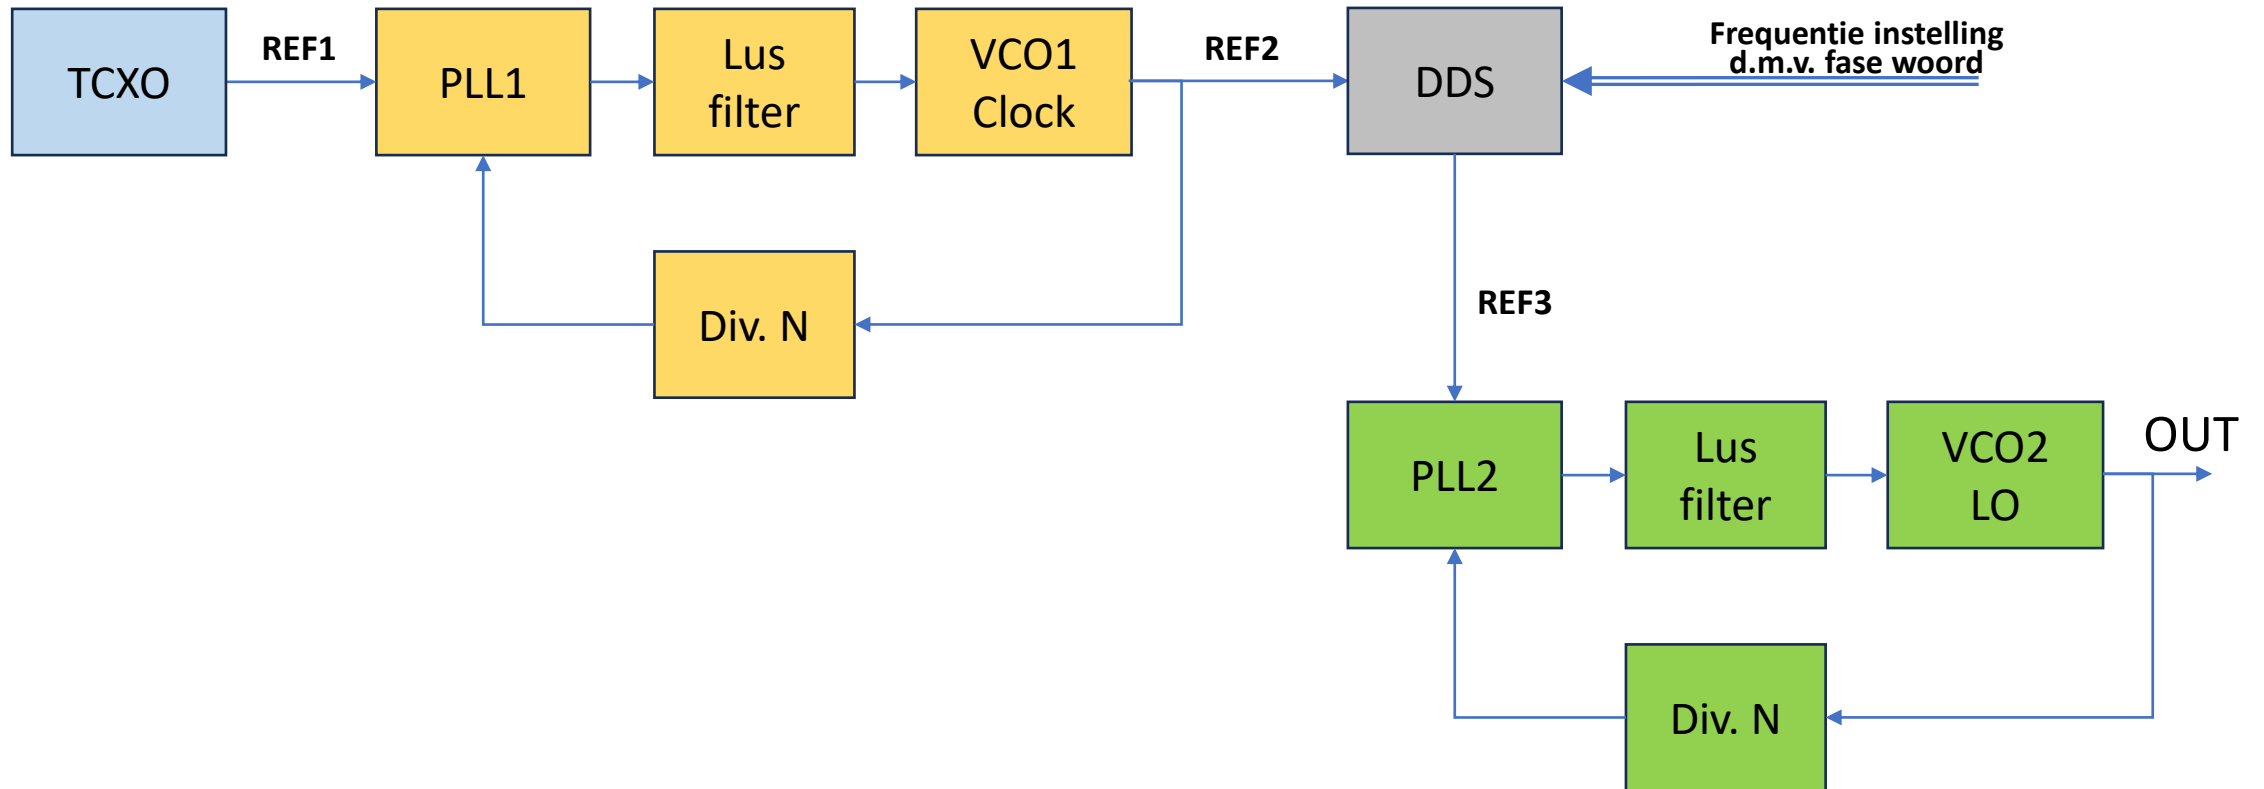 TCXO
REF1
PLL1
Lus
filter
VCO1
Clock
REF2
DDS
Frequentie instelling
d.m.v. fase woord
Div. N
REF3
PLL2
Lus
filter
VCO2
LO
OUT
Div. N